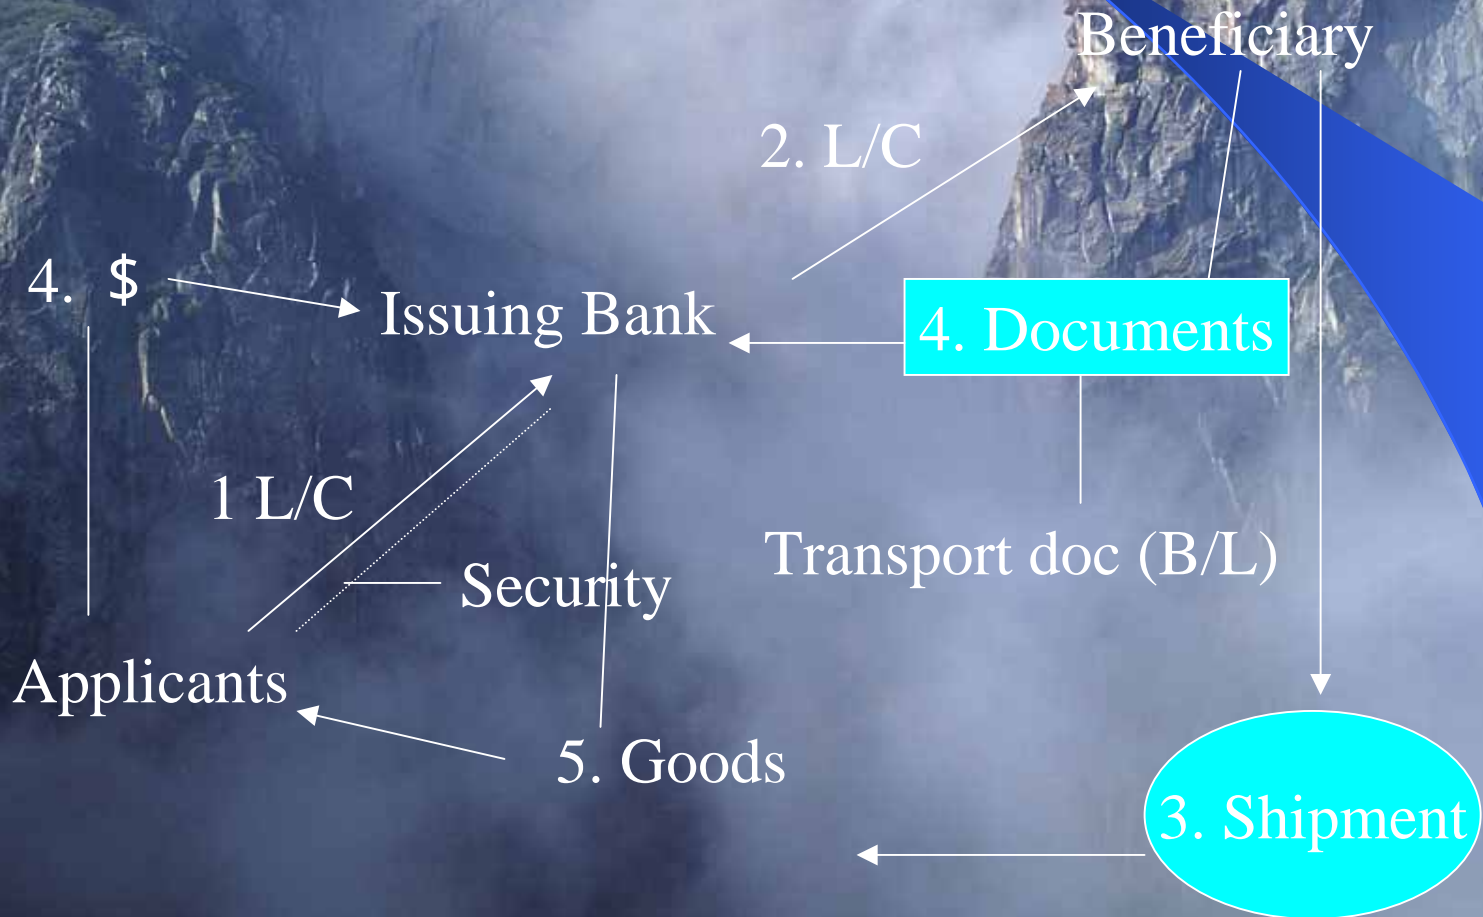 Beneficiary
2. L/C
4. $
Issuing Bank
4. Documents
1 L/C
Transport doc (B/L)
Security
Applicants
5. Goods
3. Shipment